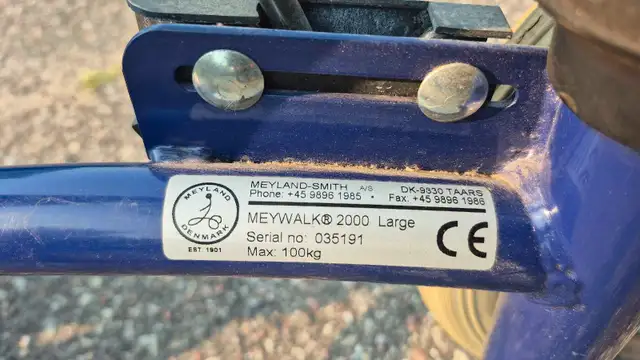 MEYLAND-SMITH A/S DK-9330 TAARS
Phone: +45 9896 1985 • Fax: +45 9896 1986
MEYLAND
DENMARK
EST. 1901
MEYWALK® 2000 Large
Serial no: 035191
Max: 100kg
CE